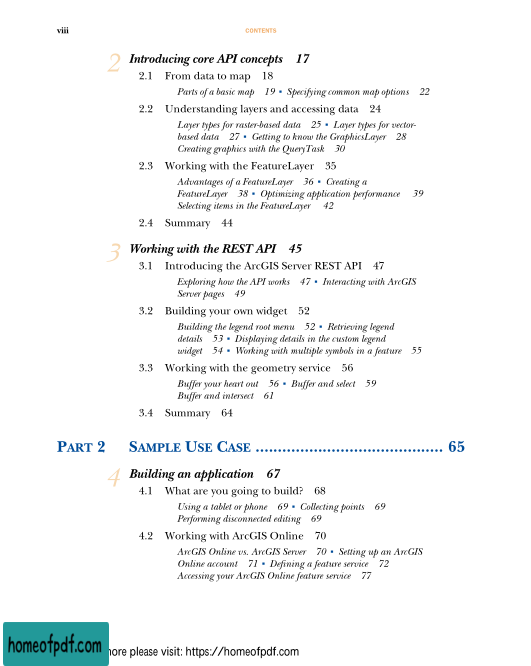 viii
CONTENTS
2 Introducing core API concepts 17
2.1 From data to map 18
Parts of a basic map 19 ▪ Specifying common map options 22
2.2 Understanding layers and accessing data 24
Layer types for raster-based data 25 ▪ Layer types for vector-
based data 27 ▪ Getting to know the GraphicsLayer 28
Creating graphics with the QueryTask 30
2.3 Working with the FeatureLayer 35
Advantages of a FeatureLayer 36 ▪ Creating a
FeatureLayer 38 ▪ Optimizing application performance 39
Selecting items in the FeatureLayer 42
2.4 Summary 44
3 Working with the REST API 45
3.1 Introducing the ArcGIS Server REST API 47
Exploring how the API works 47 ▪ Interacting with ArcGIS
Server pages 49
3.2 Building your own widget 52
Building the legend root menu 52 ▪ Retrieving legend
details 53 ▪ Displaying details in the custom legend
widget 54 ▪ Working with multiple symbols in a feature 55
3.3 Working with the geometry service 56
Buffer your heart out 56 ▪ Buffer and select 59
Buffer and intersect 61
3.4 Summary 64
PART 2 SAMPLE USE CASE .......................................... 65
4 Building an application 67
4.1 What are you going to build? 68
Using a tablet or phone 69 ▪ Collecting points 69
Performing disconnected editing 69
4.2 Working with ArcGIS Online 70
ArcGIS Online vs. ArcGIS Server 70 ▪ Setting up an ArcGIS
Online account 71 ▪ Defining a feature service 72
Accessing your ArcGIS Online feature service 77
homeofpdf.com
please visit: https://homeofpdf.com